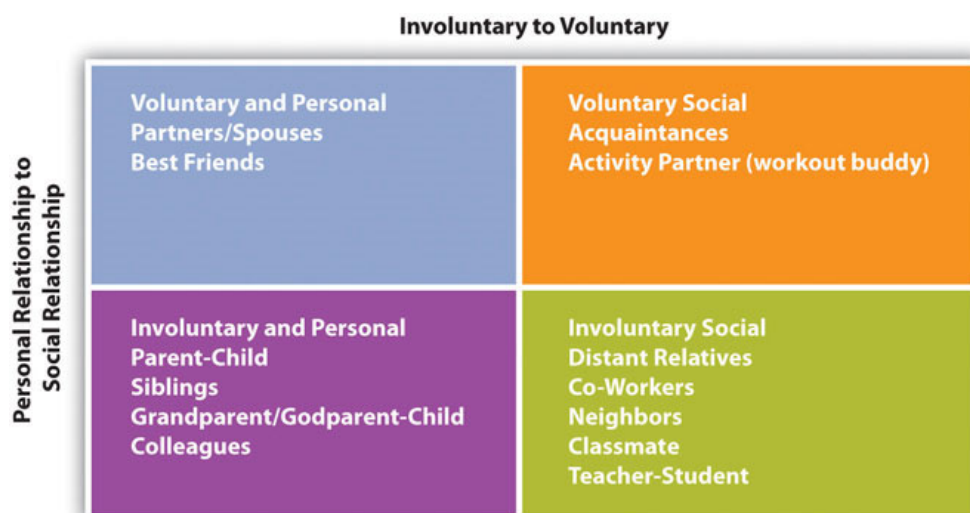 Involuntary to Voluntary
Personal Relationship to
Social Relationship
Voluntary and Personal
Partners/Spouses
Best Friends
Voluntary Social
Acquaintances
Activity Partner (workout buddy)
Involuntary and Personal
Parent-Child
Siblings
Grandparent/Godparent-Child
Colleagues
Involuntary Social
Distant Relatives
Co-Workers
Neighbors
Classmate
Teacher-Student